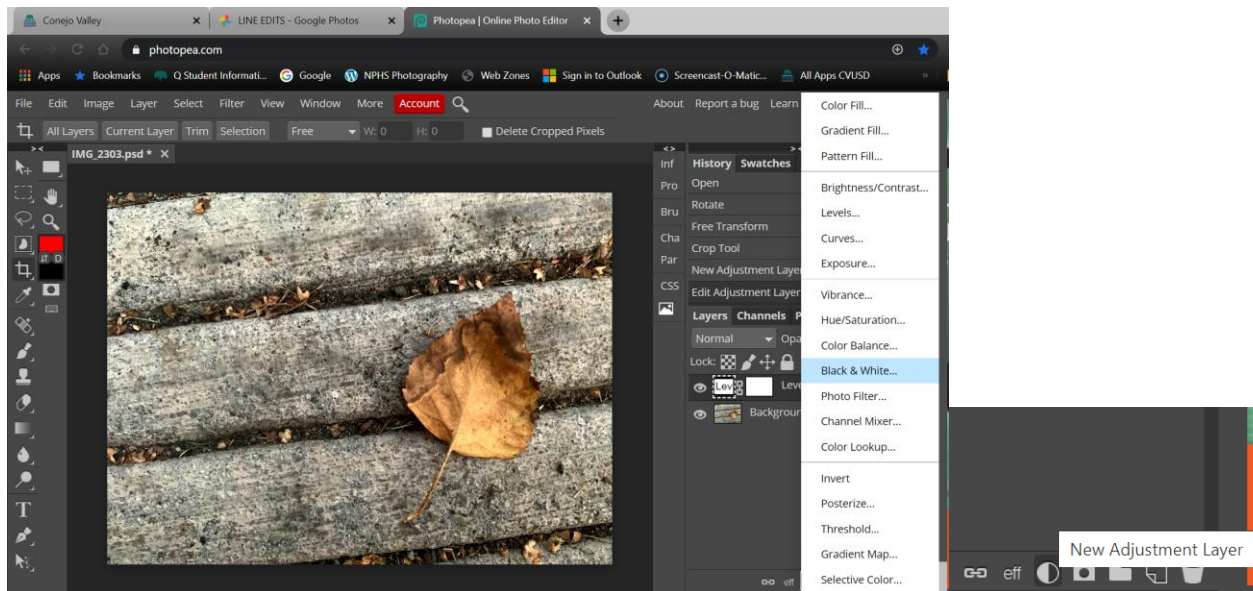 Conejo Valley × LINE EDITS - Google Photos × Photopea | Online Photo Editor × +
photopea.com
Apps Bookmarks Q Student Informati... Google NPHS Photography Web Zones Sign in to Outlook Screencast-O-Matic... All Apps CVUSD »
File Edit Image Layer Select Filter View Window More Account About Report a bug Learn
All Layers Current Layer Trim Selection Free W: 0 H: 0 Delete Cropped Pixels
IMG_2303.psd * ×
Inf
Pro
Bru
Cha
Par
CSS
D
T
History Swatches
Open
Rotate
Free Transform
Crop Tool
New Adjustment Laye
Edit Adjustment Layer
Layers Channels P
Normal Opa
Lock:
Lev Leve
Backgroun
eff
Color Fill...
Gradient Fill...
Pattern Fill...
Brightness/Contrast...
Levels...
Curves...
Exposure...
Vibrance...
Hue/Saturation...
Color Balance...
Black & White...
Photo Filter...
Channel Mixer...
Color Lookup...
Invert
Posterize...
Threshold...
Gradient Map...
Selective Color...
New Adjustment Layer
eff